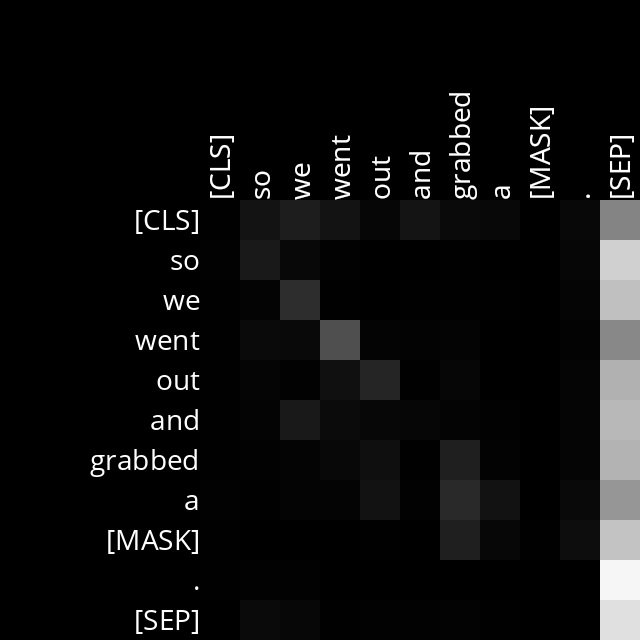 [CLS] so we went out and grabbed a [MASK] . [SEP]
[CLS]
so
we
went
out
and
grabbed
a
[MASK]
.
[SEP]